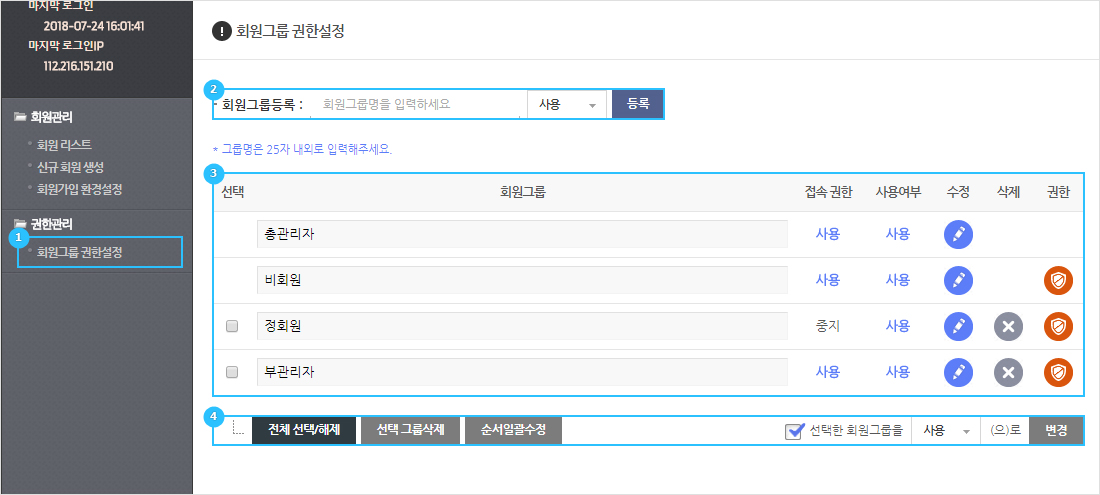 마지막 로그인
2018-07-24 16:01:41
마지막 로그인IP
112.216.151.210
회원관리
회원 리스트
신규 회원 생성
회원가입 환경설정
권한관리
1
회원그룹 권한설정
! 회원그룹 권한설정
2
회원그룹등록 : 회원그룹명을 입력하세요 사용 등록
* 그룹명은 25자 내외로 입력해주세요.
3
선택 회원그룹 접속 권한 사용여부 수정 삭제 권한
총관리자 사용 사용
비회원 사용 사용
정회원 중지 사용
부관리자 사용 사용
4
전체 선택/해제 선택 그룹삭제 순서일괄수정 선택한 회원그룹을 사용 (으)로 변경